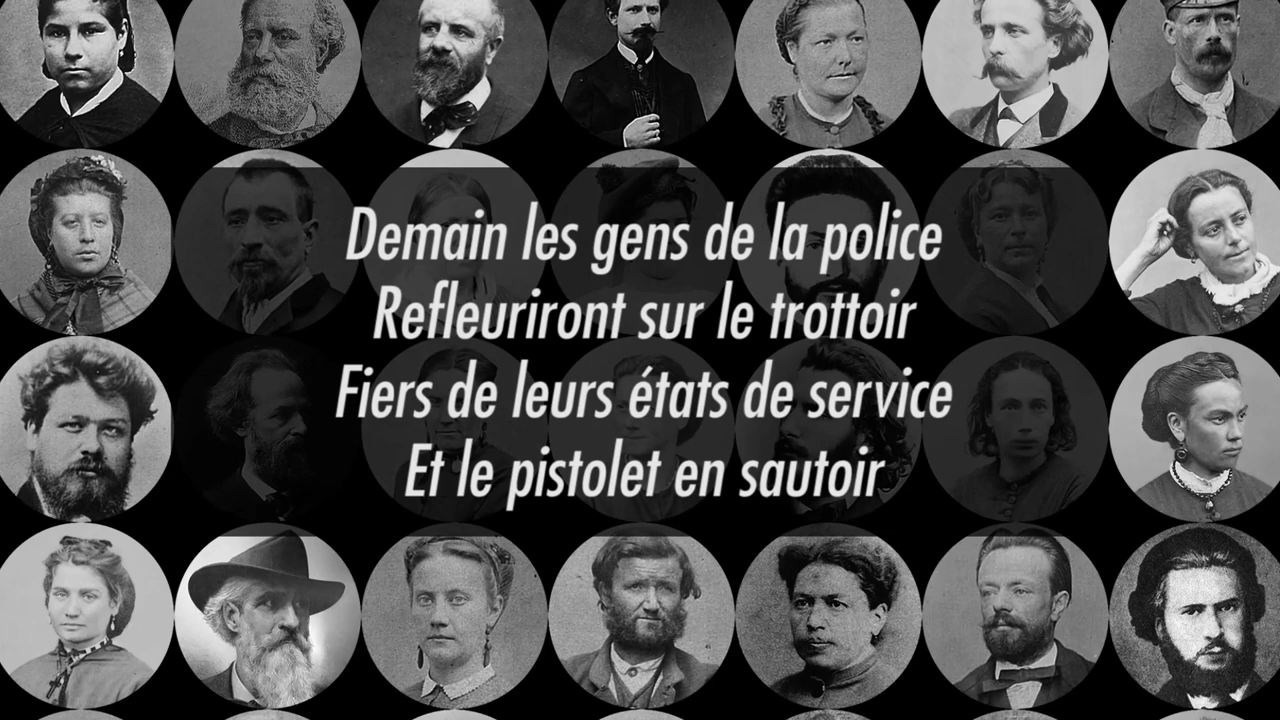 Demain les gens de la police
Refleuriront sur le trottoir
Fiers de leurs états de service
Et le pistolet en sautoir